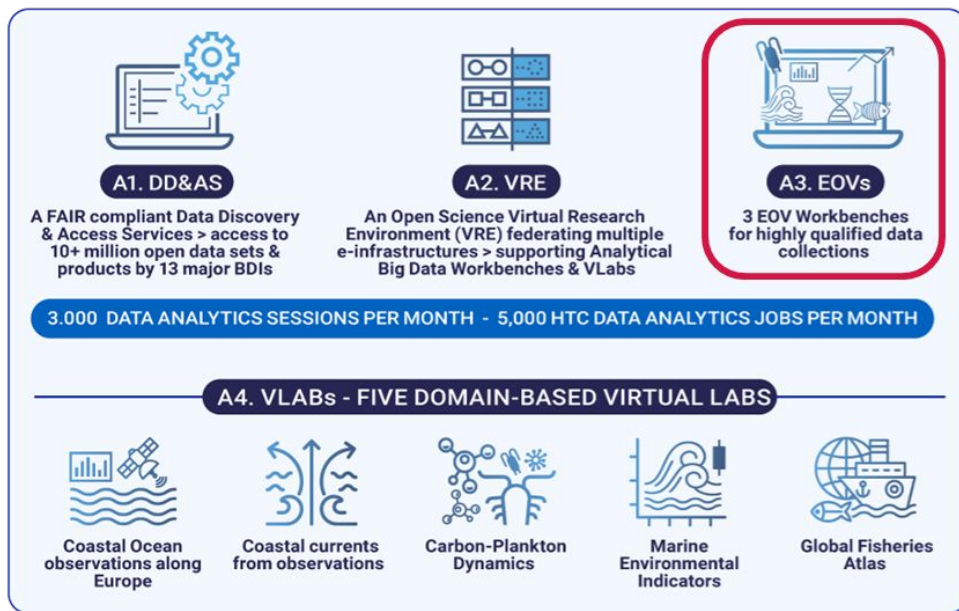 A1. DD&AS
A FAIR compliant Data Discovery
& Access Services > access to
10+ million open data sets &
products by 13 major BDIs
A2. VRE
An Open Science Virtual Research
Environment (VRE) federating multiple
e-infrastructures > supporting Analytical
Big Data Workbenches & VLabs
A3. EOVs
3 EOV Workbenches
for highly qualified data
collections
3.000 DATA ANALYTICS SESSIONS PER MONTH - 5,000 HTC DATA ANALYTICS JOBS PER MONTH
A4. VLABs - FIVE DOMAIN-BASED VIRTUAL LABS
Coastal Ocean
observations along
Europe
Coastal currents
from observations
Carbon-Plankton
Dynamics
Marine
Environmental
Indicators
Global Fisheries
Atlas